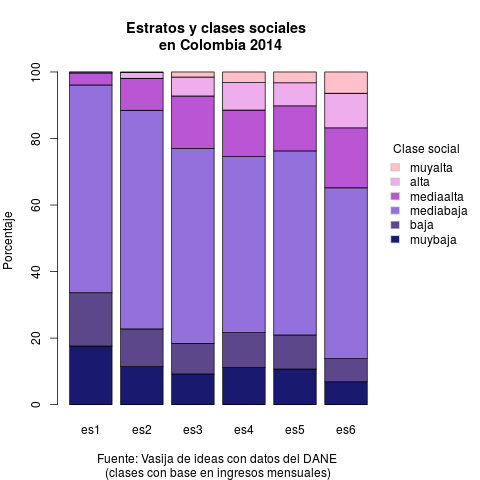 Estratos y clases sociales
en Colombia 2014
Porcentaje
100
80
60
40
20
0
es1 es2 es3 es4 es5 es6
Clase social
muyalta
alta
mediaalta
mediabaja
baja
muybaja
Fuente: Vasija de ideas con datos del DANE
(clases con base en ingresos mensuales)